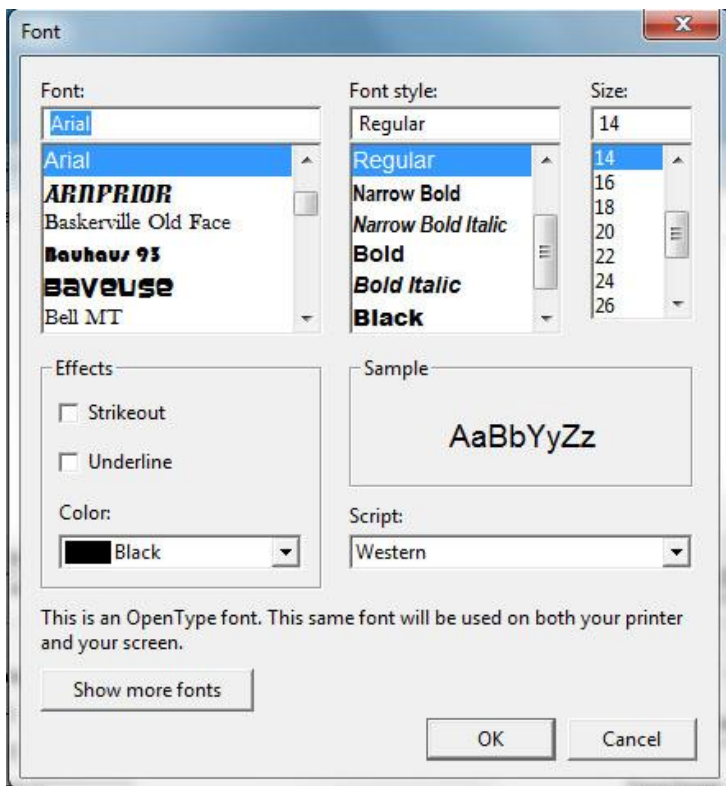 Font
Font:
Arial
Arial
ARNPRIOR
Baskerville Old Face
Bauhaus 93
Baveuse
Bell MT
Font style:
Regular
Regular
Narrow Bold
Narrow Bold Italic
Bold
Bold Italic
Black
Size:
14
14
16
18
20
22
24
26
Effects
Strikeout
Underline
Color:
Black
Sample
AaBbYyZz
Script:
Western
This is an OpenType font. This same font will be used on both your printer
and your screen.
Show more fonts
OK
Cancel